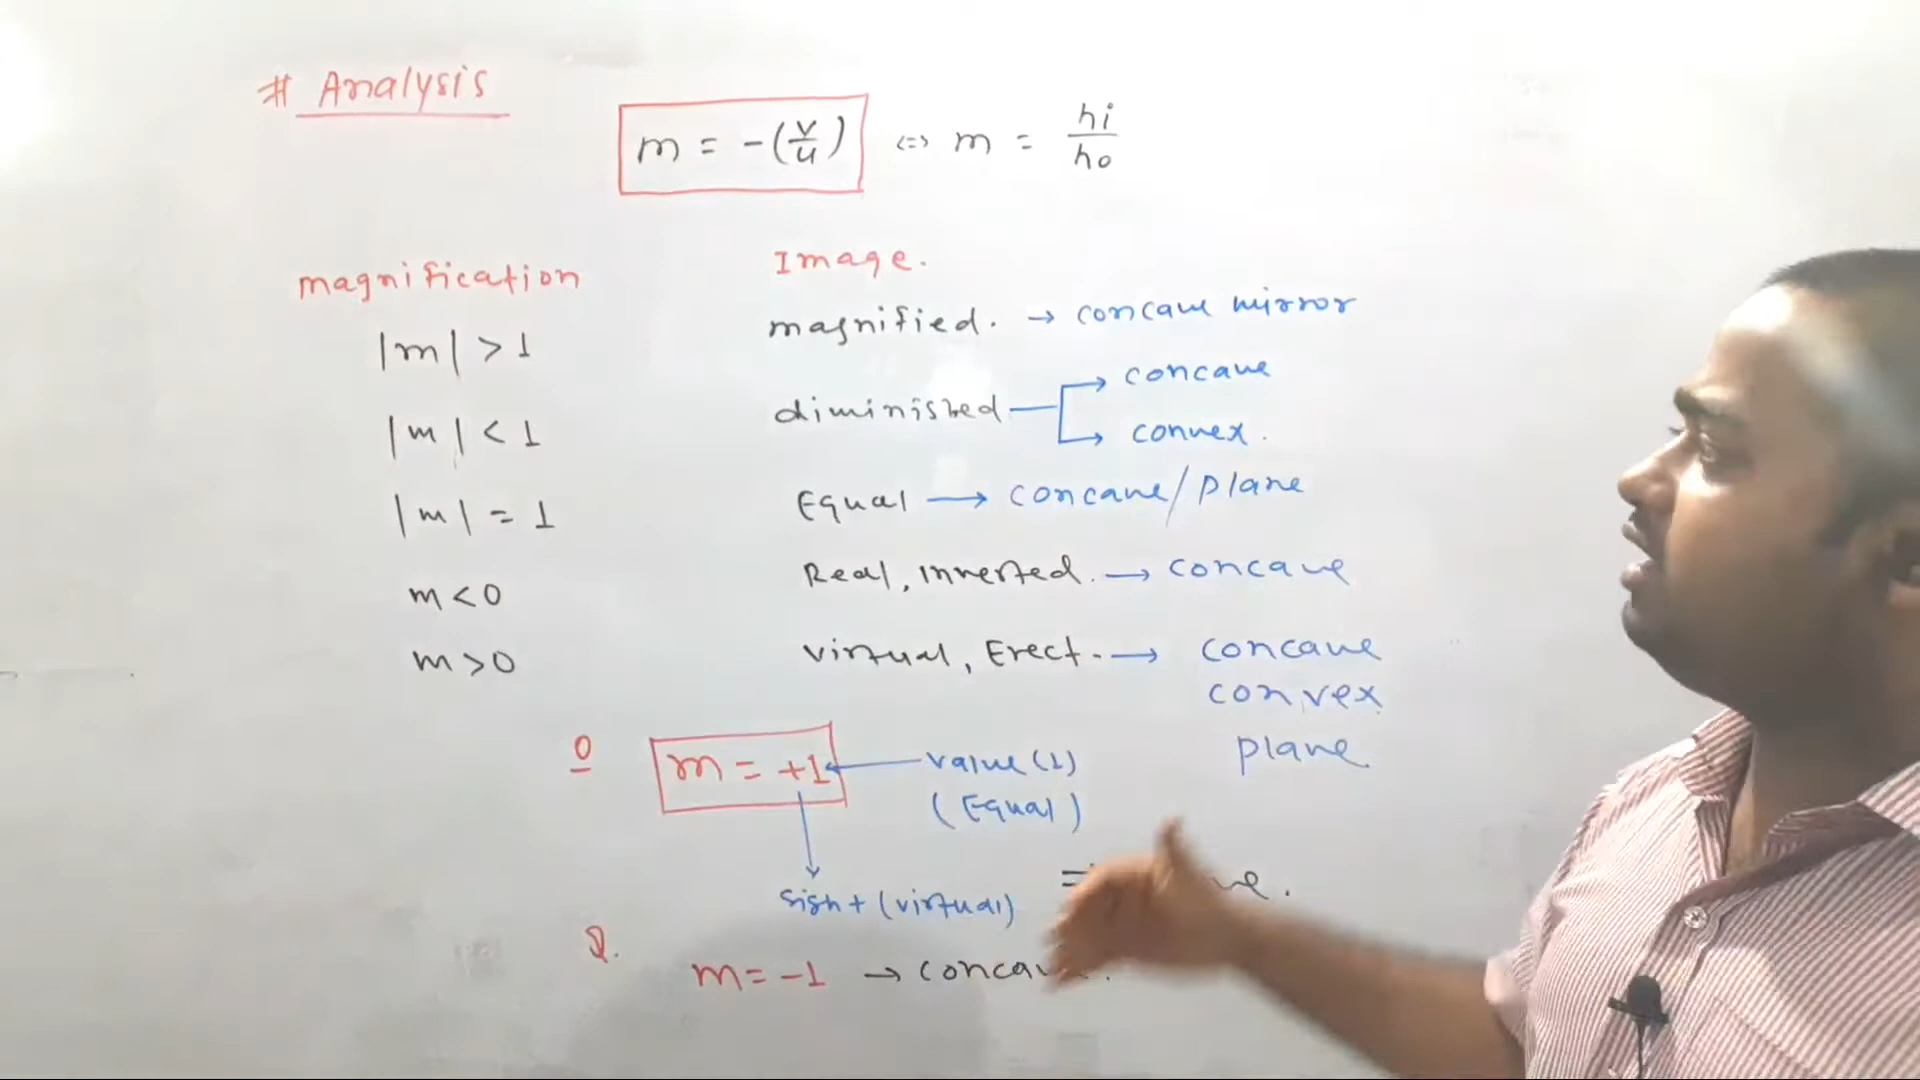 # Analysis
m = -(v/u) <=> m = hi/ho
magnification Image.
|m| > 1 magnified. → concave mirror
|m| < 1 diminished → concave
→ convex.
|m| = 1 Equal → concave/plane
m < 0 Real, Inverted. → concave
m > 0 virtual, Erect. → concave
convex
plane
Q m = +1 ← value (1)
(Equal)
sign + (virtual) =
Q. m = -1 →